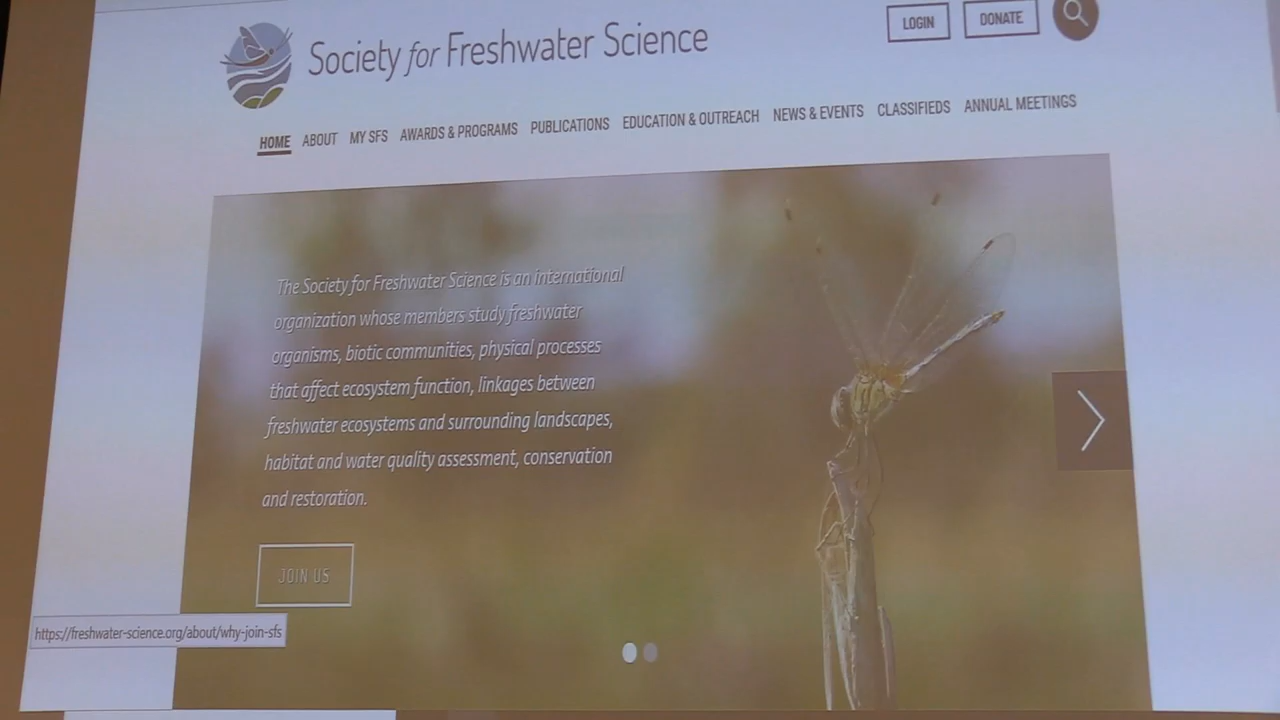 LOGIN
DONATE
Society for Freshwater Science
HOME ABOUT MY SFS AWARDS & PROGRAMS PUBLICATIONS EDUCATION & OUTREACH NEWS & EVENTS CLASSIFIEDS ANNUAL MEETINGS
The Society for Freshwater Science is an international
organization whose members study freshwater
organisms, biotic communities, physical processes
that affect ecosystem function, linkages between
freshwater ecosystems and surrounding landscapes,
habitat and water quality assessment, conservation
and restoration.
JOIN US
https://freshwater-science.org/about/why-join-sfs